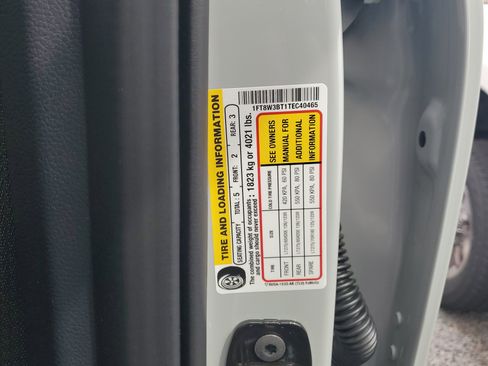 1FT8W3BT1TEC40465
TIRE AND LOADING INFORMATION
SEATING CAPACITY TOTAL: 5 FRONT: 2 REAR: 3
The combined weight of occupants
and cargo should never exceed : 1823 kg or 4021 lbs.
TIRE SIZE COLD TIRE PRESSURE
FRONT 420 KPA, 60 PSI
REAR 550 KPA, 80 PSI
SPARE 550 KPA, 80 PSI
SEE OWNERS
MANUAL FOR
ADDITIONAL
INFORMATION